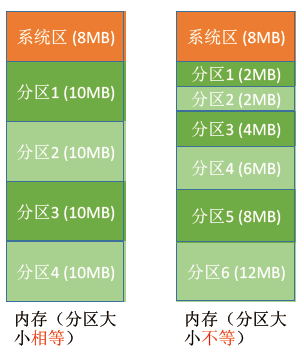 系统区 (8MB)
分区1 (10MB)
分区2 (10MB)
分区3 (10MB)
分区4 (10MB)
内存（分区大
小相等）
系统区 (8MB)
分区1 (2MB)
分区2 (2MB)
分区3 (4MB)
分区4 (6MB)
分区5 (8MB)
分区6 (12MB)
内存（分区大
小不等）